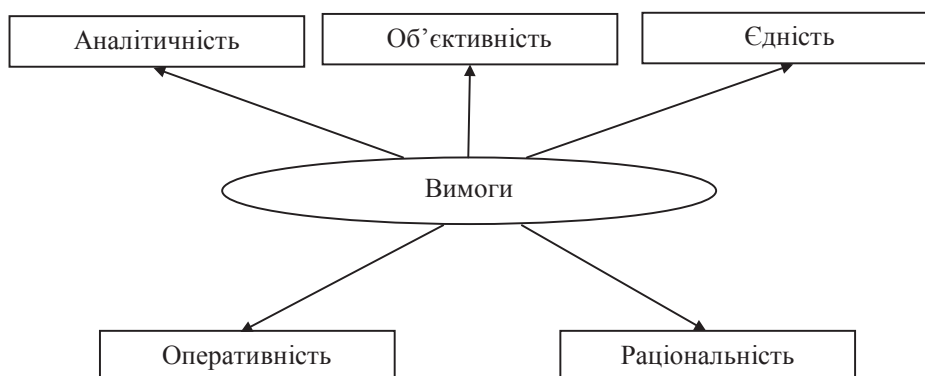 Аналітичність
Об’єктивність
Єдність
Вимоги
Оперативність
Раціональність